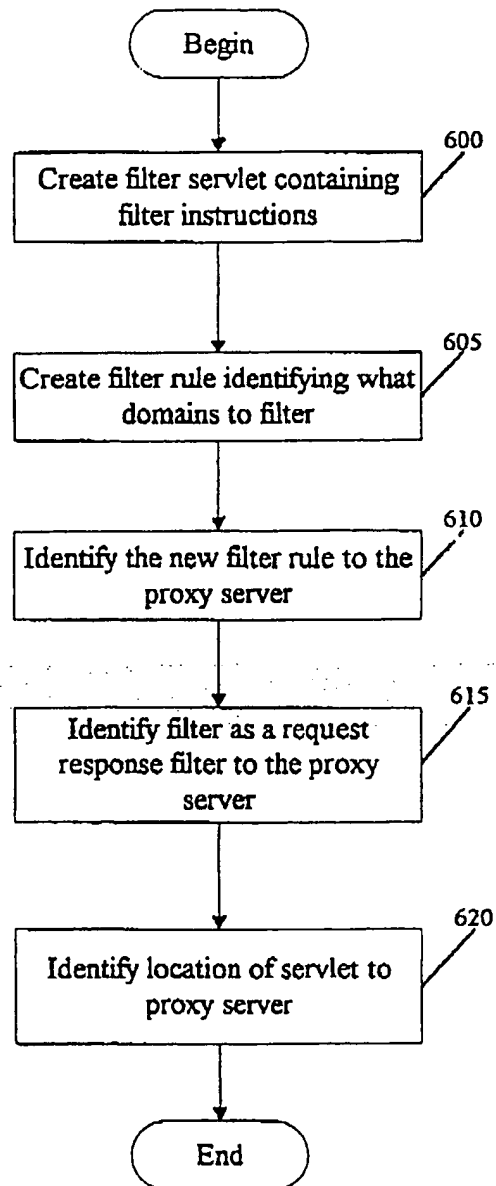 Begin
600
Create filter servlet containing
filter instructions
605
Create filter rule identifying what
domains to filter
610
Identify the new filter rule to the
proxy server
615
Identify filter as a request
response filter to the proxy
server
620
Identify location of servlet to
proxy server
End